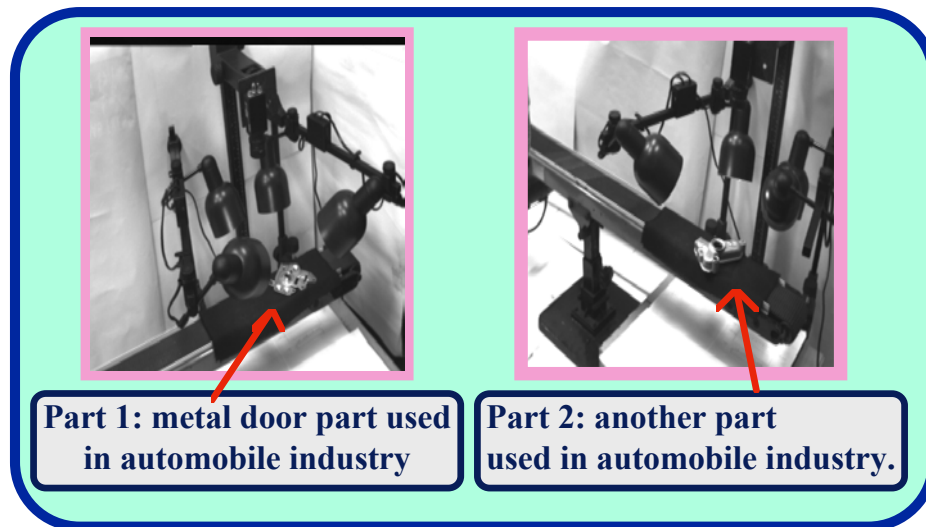 Part 1: metal door part used
in automobile industry
Part 2: another part
used in automobile industry.